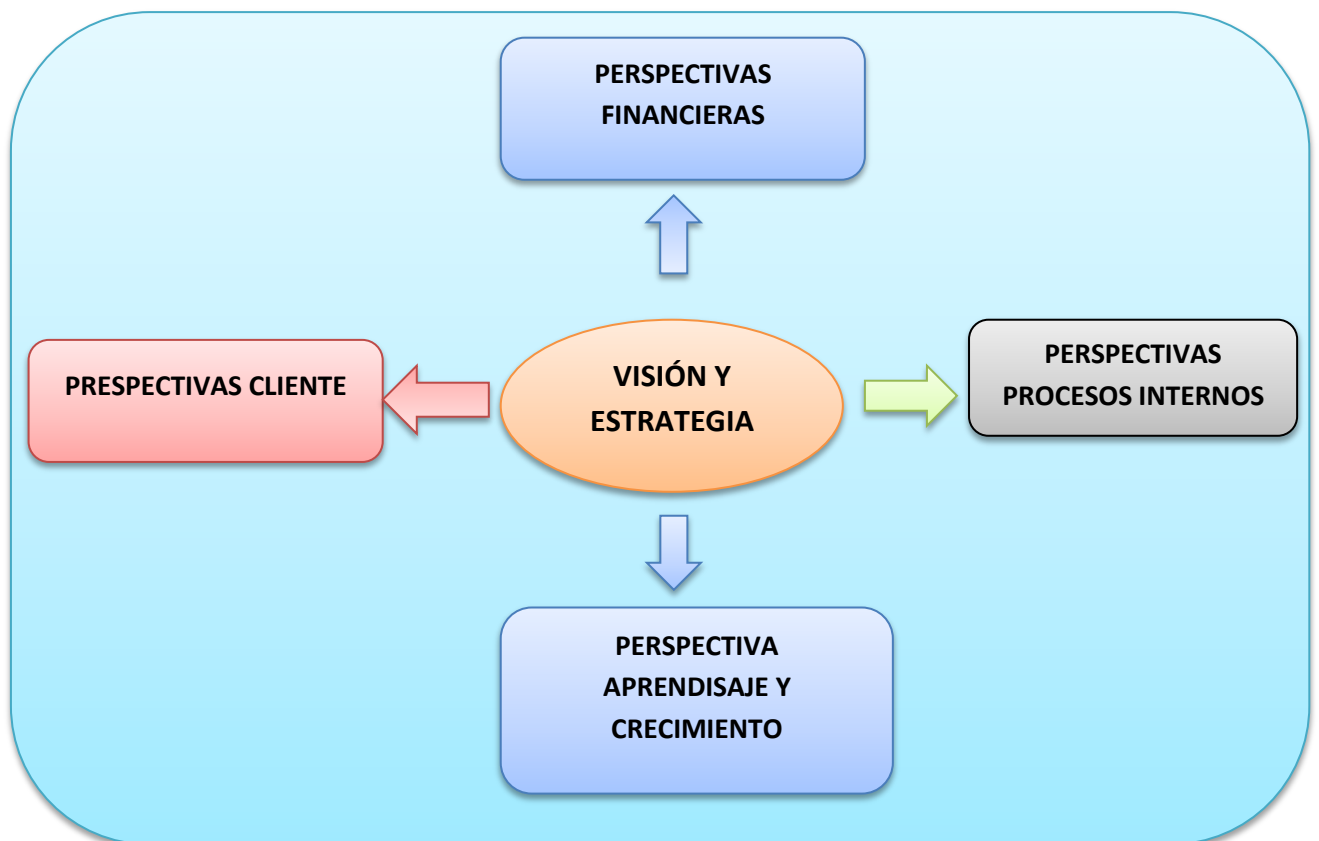 PERSPECTIVAS
FINANCIERAS
PRESPECTIVAS CLIENTE
VISIÓN Y
ESTRATEGIA
PERSPECTIVAS
PROCESOS INTERNOS
PERSPECTIVA
APRENDISAJE Y
CRECIMIENTO